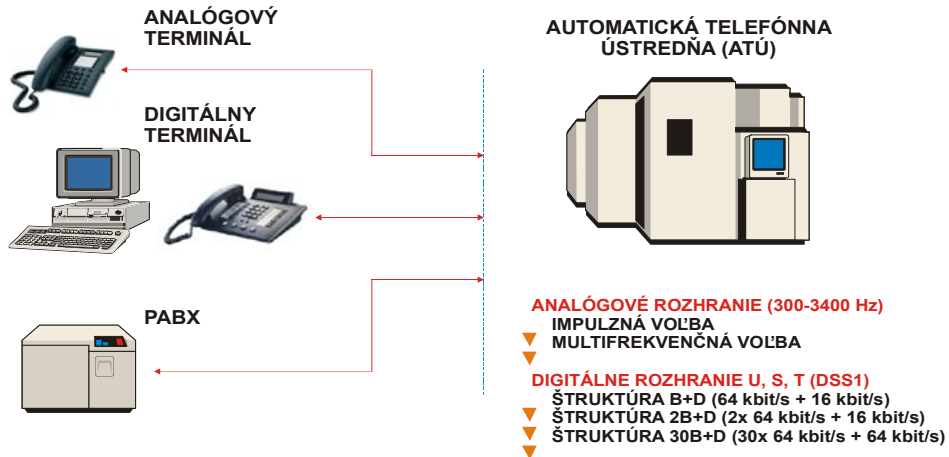 ANALÓGOVÝ
TERMINÁL
DIGITÁLNY
TERMINÁL
PABX
AUTOMATICKÁ TELEFÓNNA
ÚSTREDŇA (ATÚ)
ANALÓGOVÉ ROZHRANIE (300-3400 Hz)
IMPULZNÁ VOĽBA
MULTIFREKVENČNÁ VOĽBA
DIGITÁLNE ROZHRANIE U, S, T (DSS1)
ŠTRUKTÚRA B+D (64 kbit/s + 16 kbit/s)
ŠTRUKTÚRA 2B+D (2x 64 kbit/s + 16 kbit/s)
ŠTRUKTÚRA 30B+D (30x 64 kbit/s + 64 kbit/s)